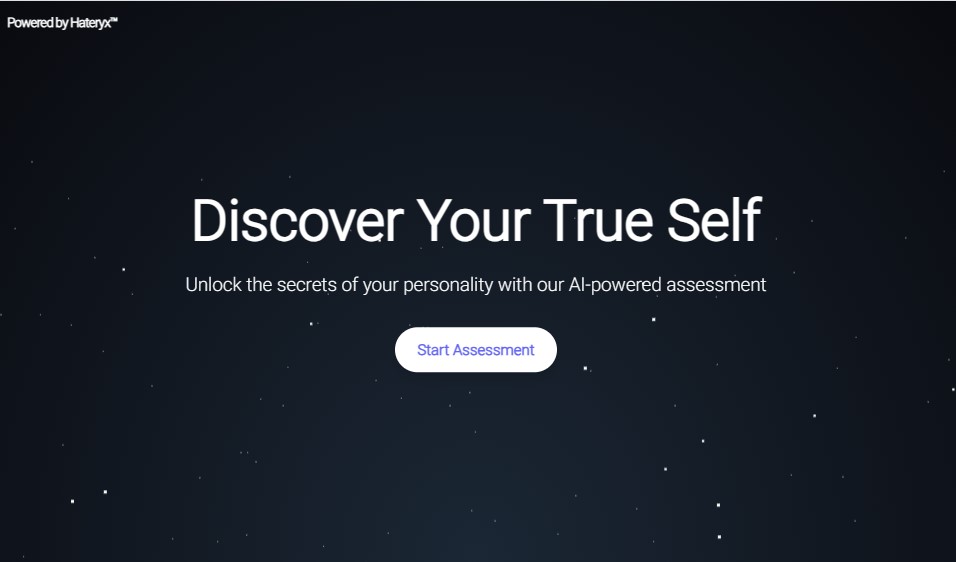 Powered by Hateryx™
Discover Your True Self
Unlock the secrets of your personality with our AI-powered assessment
Start Assessment